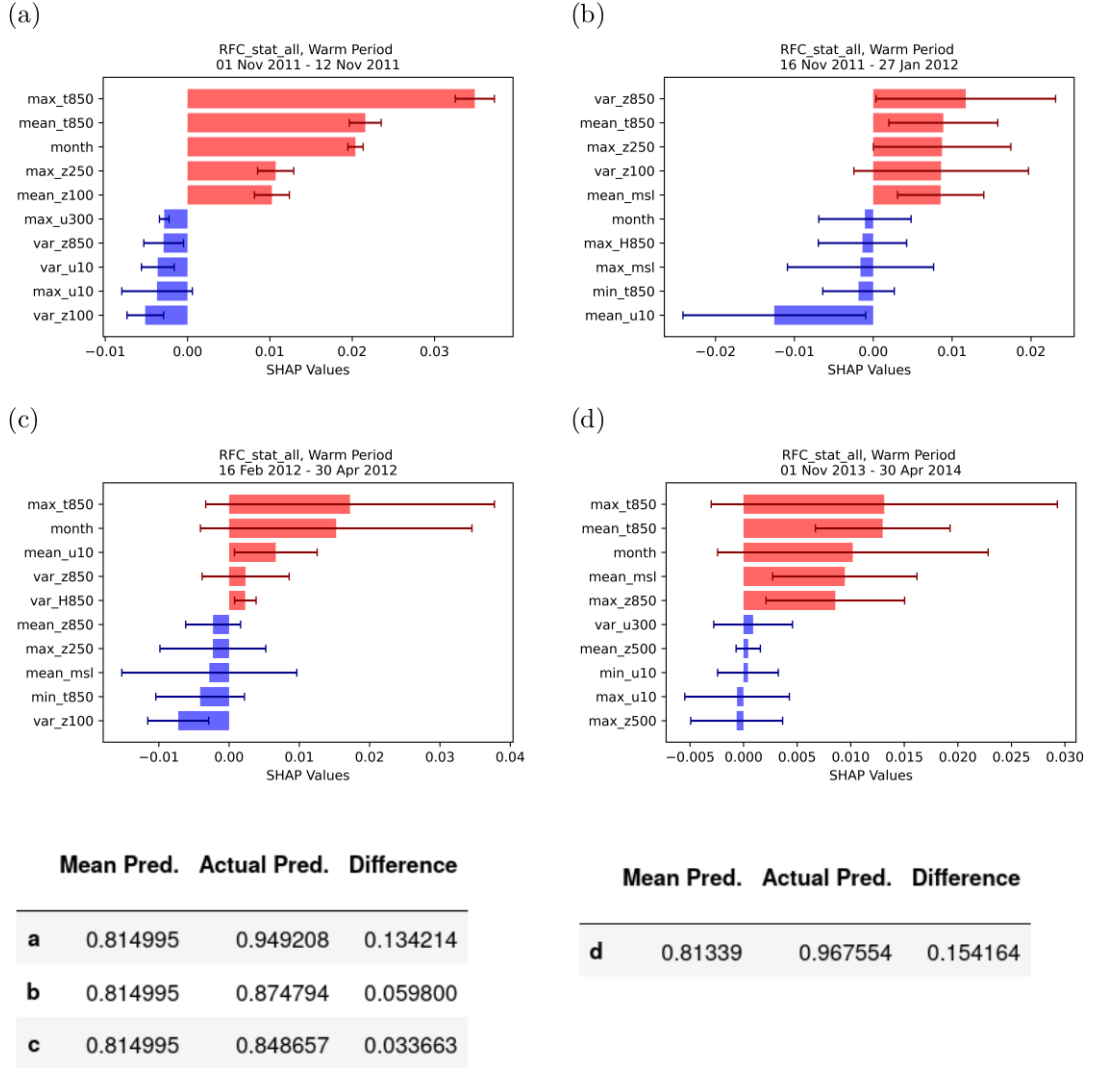 (a)
RFC_stat_all, Warm Period
01 Nov 2011 - 12 Nov 2011
max_t850
mean_t850
month
max_z250
mean_z100
max_u300
var_z850
var_u10
max_u10
var_z100
−0.01 0.00 0.01 0.02 0.03
SHAP Values
(b)
RFC_stat_all, Warm Period
16 Nov 2011 - 27 Jan 2012
var_z850
mean_t850
max_z250
var_z100
mean_msl
month
max_H850
max_msl
min_t850
mean_u10
−0.02 −0.01 0.00 0.01 0.02
SHAP Values
(c)
RFC_stat_all, Warm Period
16 Feb 2012 - 30 Apr 2012
max_t850
month
mean_u10
var_z850
var_H850
mean_z850
max_z250
mean_msl
min_t850
var_z100
−0.01 0.00 0.01 0.02 0.03 0.04
SHAP Values
(d)
RFC_stat_all, Warm Period
01 Nov 2013 - 30 Apr 2014
max_t850
mean_t850
month
mean_msl
max_z850
var_u300
mean_z500
min_u10
max_u10
max_z500
−0.005 0.000 0.005 0.010 0.015 0.020 0.025 0.030
SHAP Values
Mean Pred. Actual Pred. Difference
a 0.814995 0.949208 0.134214
b 0.814995 0.874794 0.059800
c 0.814995 0.848657 0.033663
Mean Pred. Actual Pred. Difference
d 0.81339 0.967554 0.154164